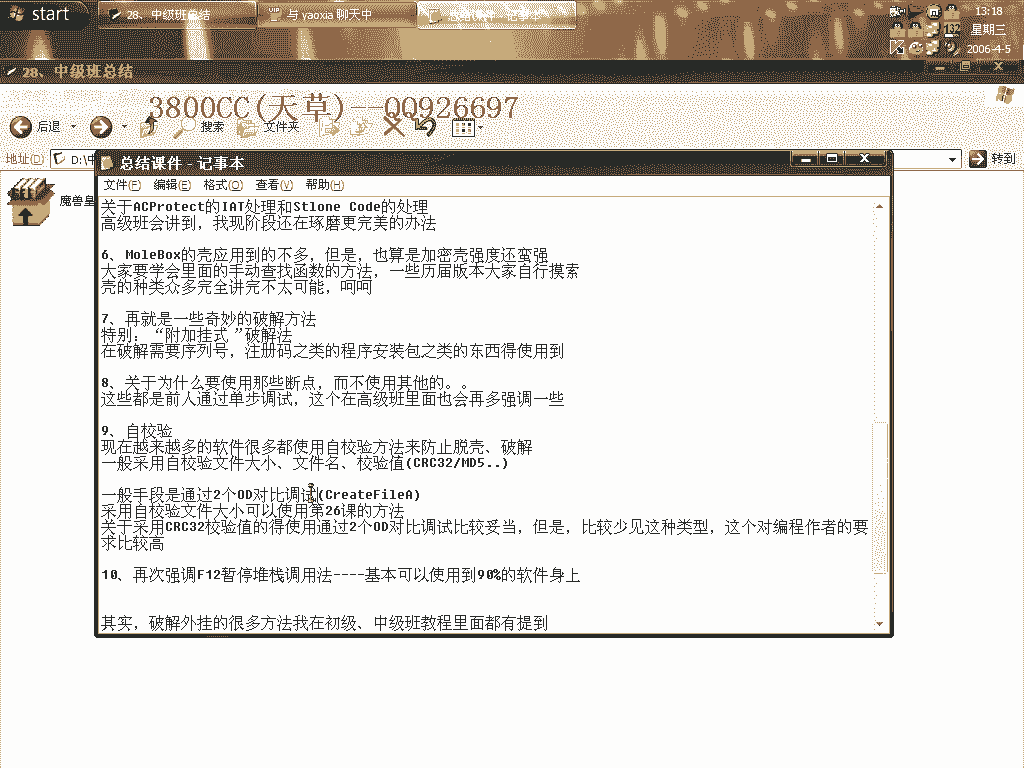 start
28、中级班总结
与 yaoxia 聊天中
总结课件 - 记事本
13:18
星期三
2006-4-5
28、中级班总结
3800CC(天草)--QQ926697
后退
搜索
文件夹
地址(D)
D:\中
转到
魔兽皇
总结课件 - 记事本
文件(F) 编辑(E) 格式(O) 查看(V) 帮助(H)
关于ACProtect的IAT处理和Stlone Code的处理
高级班会讲到，我现阶段还在琢磨更完美的办法
6、MoleBox的壳应用到的不多，但是，也算是加密壳强度还蛮强
大家要学会里面的手动查找函数的方法，一些历届版本大家自行摸索
壳的种类众多完全讲完不太可能，呵呵
7、再就是一些奇妙的破解方法
特别：“附加挂式”破解法
在破解需要序列号，注册码之类的程序安装包之类的东西得使用到
8、关于为什么要使用那些断点，而不使用其他的。。
这些都是前人通过单步调试，这个在高级班里面也会再多强调一些
9、自校验
现在越来越多的软件很多都使用自校验方法来防止脱壳、破解
一般采用自校验文件大小、文件名、校验值(CRC32/MD5..)
一般手段是通过2个OD对比调试(CreateFileA)
采用自校验文件大小可以使用第26课的方法
关于采用CRC32校验值的得使用通过2个OD对比调试比较妥当，但是，比较少见这种类型，这个对编程作者的要
求比较高
10、再次强调F12暂停堆栈调用法----基本可以使用到90%的软件身上
其实，破解外挂的很多方法我在初级、中级班教程里面都有提到